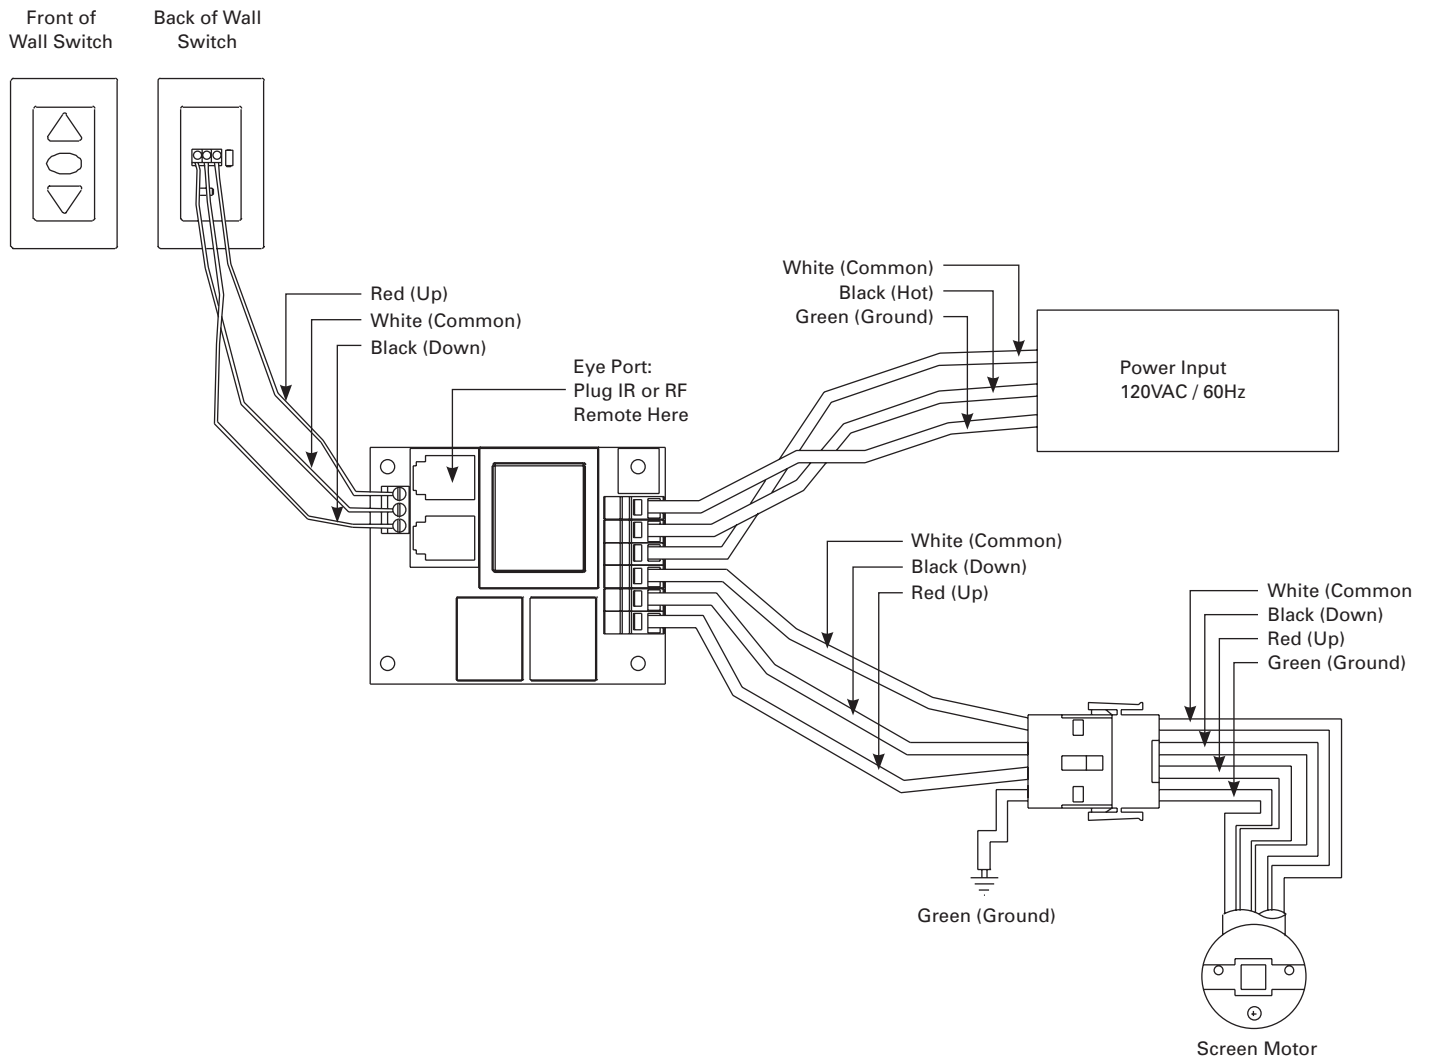 Front of
Wall Switch
Back of Wall
Switch
Red (Up)
White (Common)
Black (Down)
Eye Port:
Plug IR or RF
Remote Here
White (Common)
Black (Hot)
Green (Ground)
Power Input
120VAC / 60Hz
White (Common)
Black (Down)
Red (Up)
White (Common
Black (Down)
Red (Up)
Green (Ground)
Green (Ground)
Screen Motor